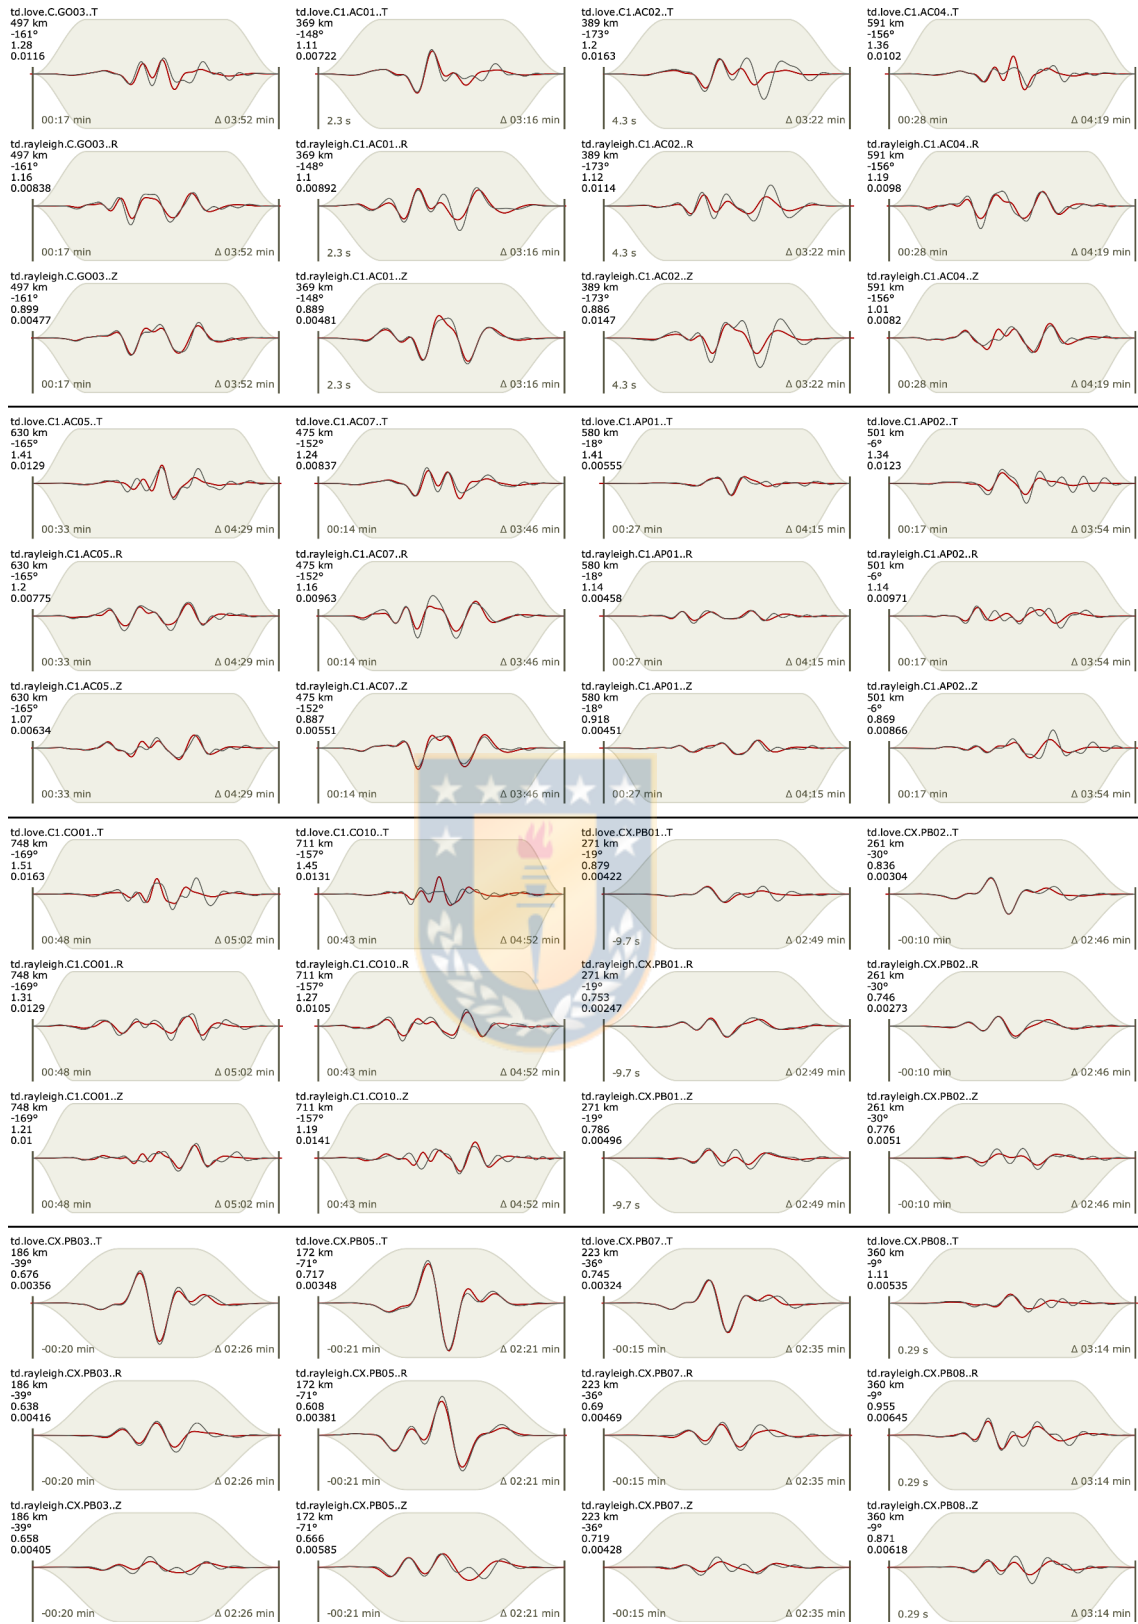 td.love.C.GO03..T
497 km
-161°
1.28
0.0116
00:17 min
Δ 03:52 min
td.love.C1.AC01..T
369 km
-148°
1.11
0.00722
2.3 s
Δ 03:16 min
td.love.C1.AC02..T
389 km
-173°
1.2
0.0163
4.3 s
Δ 03:22 min
td.love.C1.AC04..T
591 km
-156°
1.36
0.0102
00:28 min
Δ 04:19 min
td.rayleigh.C.GO03..R
497 km
-161°
1.16
0.00838
00:17 min
Δ 03:52 min
td.rayleigh.C1.AC01..R
369 km
-148°
1.1
0.00892
2.3 s
Δ 03:16 min
td.rayleigh.C1.AC02..R
389 km
-173°
1.12
0.0114
4.3 s
Δ 03:22 min
td.rayleigh.C1.AC04..R
591 km
-156°
1.19
0.0098
00:28 min
Δ 04:19 min
td.rayleigh.C.GO03..Z
497 km
-161°
0.899
0.00477
00:17 min
Δ 03:52 min
td.rayleigh.C1.AC01..Z
369 km
-148°
0.889
0.00481
2.3 s
Δ 03:16 min
td.rayleigh.C1.AC02..Z
389 km
-173°
0.886
0.0147
4.3 s
Δ 03:22 min
td.rayleigh.C1.AC04..Z
591 km
-156°
1.01
0.0082
00:28 min
Δ 04:19 min
td.love.C1.AC05..T
630 km
-165°
1.41
0.0129
00:33 min
Δ 04:29 min
td.love.C1.AC07..T
475 km
-152°
1.24
0.00837
00:14 min
Δ 03:46 min
td.love.C1.AP01..T
580 km
-18°
1.41
0.00555
00:27 min
Δ 04:15 min
td.love.C1.AP02..T
501 km
-6°
1.34
0.0123
00:17 min
Δ 03:54 min
td.rayleigh.C1.AC05..R
630 km
-165°
1.2
0.00775
00:33 min
Δ 04:29 min
td.rayleigh.C1.AC07..R
475 km
-152°
1.16
0.00963
00:14 min
Δ 03:46 min
td.rayleigh.C1.AP01..R
580 km
-18°
1.14
0.00458
00:27 min
Δ 04:15 min
td.rayleigh.C1.AP02..R
501 km
-6°
1.14
0.00971
00:17 min
Δ 03:54 min
td.rayleigh.C1.AC05..Z
630 km
-165°
1.07
0.00634
00:33 min
Δ 04:29 min
td.rayleigh.C1.AC07..Z
475 km
-152°
0.887
0.00551
00:14 min
Δ 03:46 min
td.rayleigh.C1.AP01..Z
580 km
-18°
0.918
0.00451
00:27 min
Δ 04:15 min
td.rayleigh.C1.AP02..Z
501 km
-6°
0.869
0.00866
00:17 min
Δ 03:54 min
td.love.C1.CO01..T
748 km
-169°
1.51
0.0163
00:48 min
Δ 05:02 min
td.love.C1.CO10..T
711 km
-157°
1.45
0.0131
00:43 min
Δ 04:52 min
td.love.CX.PB01..T
271 km
-19°
0.879
0.00422
-9.7 s
Δ 02:49 min
td.love.CX.PB02..T
261 km
-30°
0.836
0.00304
-00:10 min
Δ 02:46 min
td.rayleigh.C1.CO01..R
748 km
-169°
1.31
0.0129
00:48 min
Δ 05:02 min
td.rayleigh.C1.CO10..R
711 km
-157°
1.27
0.0105
00:43 min
Δ 04:52 min
td.rayleigh.CX.PB01..R
271 km
-19°
0.753
0.00247
-9.7 s
Δ 02:49 min
td.rayleigh.CX.PB02..R
261 km
-30°
0.746
0.00273
-00:10 min
Δ 02:46 min
td.rayleigh.C1.CO01..Z
748 km
-169°
1.21
0.01
00:48 min
Δ 05:02 min
td.rayleigh.C1.CO10..Z
711 km
-157°
1.19
0.0141
00:43 min
Δ 04:52 min
td.rayleigh.CX.PB01..Z
271 km
-19°
0.786
0.00496
-9.7 s
Δ 02:49 min
td.rayleigh.CX.PB02..Z
261 km
-30°
0.776
0.0051
-00:10 min
Δ 02:46 min
td.love.CX.PB03..T
186 km
-39°
0.676
0.00356
-00:20 min
Δ 02:26 min
td.love.CX.PB05..T
172 km
-71°
0.717
0.00348
-00:21 min
Δ 02:21 min
td.love.CX.PB07..T
223 km
-36°
0.745
0.00324
-00:15 min
Δ 02:35 min
td.love.CX.PB08..T
360 km
-9°
1.11
0.00535
0.29 s
Δ 03:14 min
td.rayleigh.CX.PB03..R
186 km
-39°
0.638
0.00416
-00:20 min
Δ 02:26 min
td.rayleigh.CX.PB05..R
172 km
-71°
0.608
0.00381
-00:21 min
Δ 02:21 min
td.rayleigh.CX.PB07..R
223 km
-36°
0.69
0.00469
-00:15 min
Δ 02:35 min
td.rayleigh.CX.PB08..R
360 km
-9°
0.955
0.00645
0.29 s
Δ 03:14 min
td.rayleigh.CX.PB03..Z
186 km
-39°
0.658
0.00405
-00:20 min
Δ 02:26 min
td.rayleigh.CX.PB05..Z
172 km
-71°
0.666
0.00585
-00:21 min
Δ 02:21 min
td.rayleigh.CX.PB07..Z
223 km
-36°
0.719
0.00428
-00:15 min
Δ 02:35 min
td.rayleigh.CX.PB08..Z
360 km
-9°
0.871
0.00618
0.29 s
Δ 03:14 min